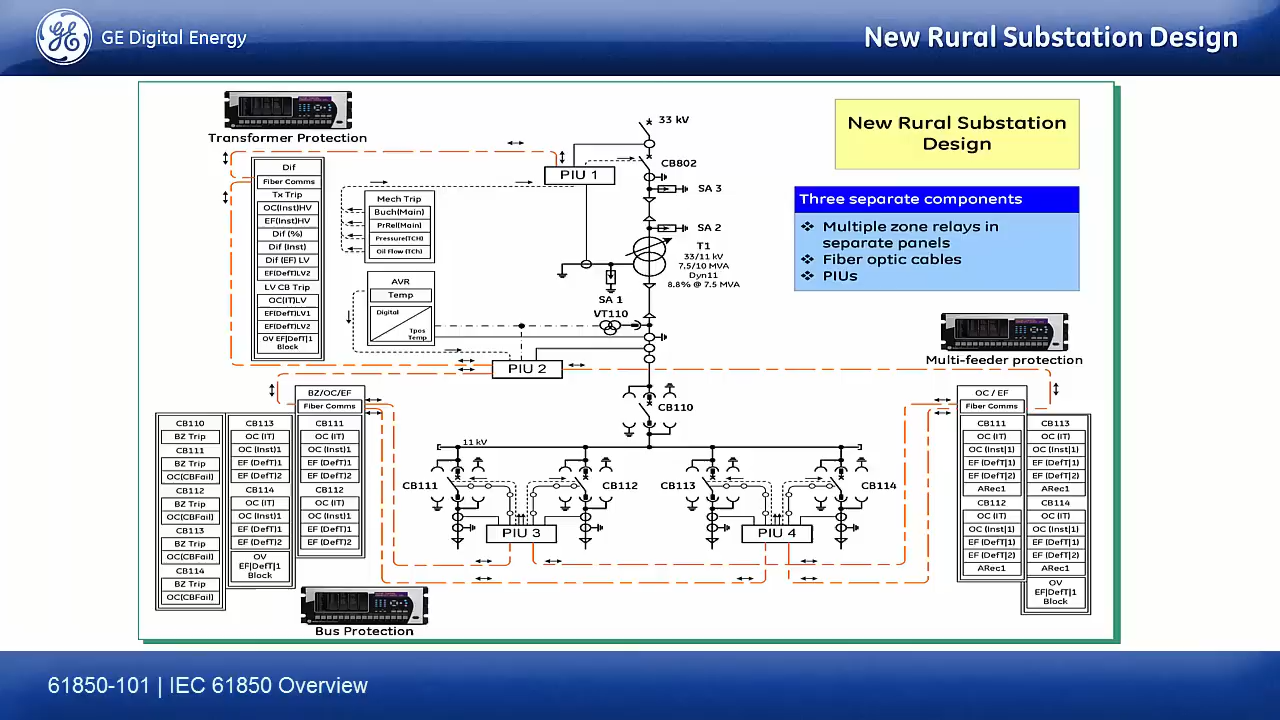 GE Digital Energy
New Rural Substation Design
Transformer Protection
Dif
Fiber Comms
Tx Trip
OC(Inst)HV
EF(Inst)HV
Dif (%)
Dif (Inst)
Dif (EF) LV
EF(DefT)LV2
LV CB Trip
OC(IT)LV
EF(DefT)LV1
EF(DefT)LV2
OV EF|DefT|1
Block
Mech Trip
Buch(Main)
PrRel(Main)
Pressure(TCH)
Oil Flow (TCH)
AVR
Temp
Digital
Tpos
Temp
33 kV
PIU 1
CB802
SA 3
SA 2
T1
33/11 kV
7.5/10 MVA
Dyn11
8.8% @ 7.5 MVA
SA 1
VT110
PIU 2
CB110
11 kV
CB111
CB112
CB113
CB114
PIU 3
PIU 4
New Rural Substation
Design
Three separate components
❖ Multiple zone relays in
separate panels
❖ Fiber optic cables
❖ PIUs
Multi-feeder protection
BZ/OC/EF
Fiber Comms
CB110
BZ Trip
CB111
BZ Trip
OC(CBFail)
CB112
BZ Trip
OC(CBFail)
CB113
BZ Trip
OC(CBFail)
CB114
BZ Trip
OC(CBFail)
CB113
OC (IT)
OC (Inst)1
EF (DefT)1
EF (DefT)2
CB114
OC (IT)
OC (Inst)1
EF (DefT)1
EF (DefT)2
OV
EF|DefT|1
Block
CB111
OC (IT)
OC (Inst)1
EF (DefT)1
EF (DefT)2
CB112
OC (IT)
OC (Inst)1
EF (DefT)1
EF (DefT)2
OC / EF
Fiber Comms
CB111
OC (IT)
OC (Inst|1)
EF (DefT|1)
EF (DefT|2)
ARec1
CB112
OC (IT)
OC (Inst|1)
EF (DefT|1)
EF (DefT|2)
ARec1
CB113
OC (IT)
OC (Inst|1)
EF (DefT|1)
EF (DefT|2)
ARec1
CB114
OC (IT)
OC (Inst|1)
EF (DefT|1)
EF (DefT|2)
ARec1
OV
EF|DefT|1
Block
Bus Protection
61850-101 | IEC 61850 Overview